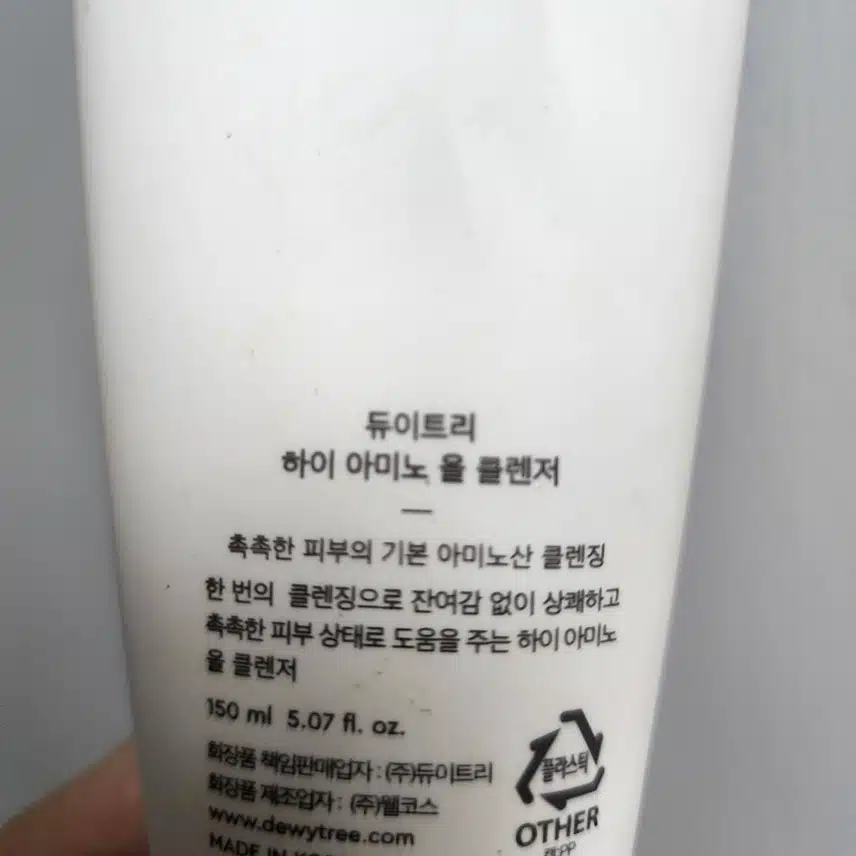 듀이트리
하이 아미노 올 클렌저
촉촉한 피부의 기본 아미노산 클렌징
한 번의 클렌징으로 잔여감 없이 상쾌하고
촉촉한 피부 상태로 도움을 주는 하이 아미노
올 클렌저
150 ml 5.07 fl. oz.
화장품 책임판매업자 : (주)듀이트리
화장품 제조업자 : (주)웰코스
www.dewytree.com
MADE IN
플라스틱
OTHER
캡:PP